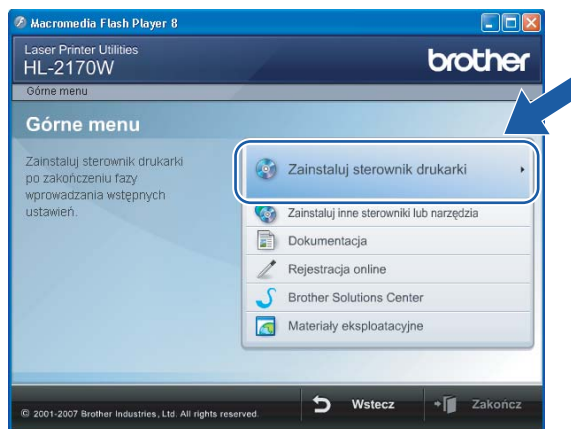 Macromedia Flash Player 8
Laser Printer Utilities
HL-2170W
brother
Górne menu
Górne menu
Zainstaluj sterownik drukarki
po zakończeniu fazy
wprowadzania wstępnych
ustawień.
Zainstaluj sterownik drukarki
Zainstaluj inne sterowniki lub narzędzia
Dokumentacja
Rejestracja online
Brother Solutions Center
Materiały eksploatacyjne
© 2001-2007 Brother Industries, Ltd. All rights reserved.
Wstecz
Zakończ